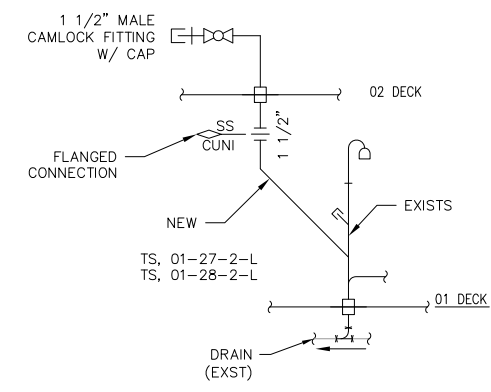 1 1/2" MALE
CAMLOCK FITTING
W/ CAP
02 DECK
SS
CUNI
1 1/2"
FLANGED
CONNECTION
NEW
EXISTS
TS, 01-27-2-L
TS, 01-28-2-L
01 DECK
DRAIN
(EXST)